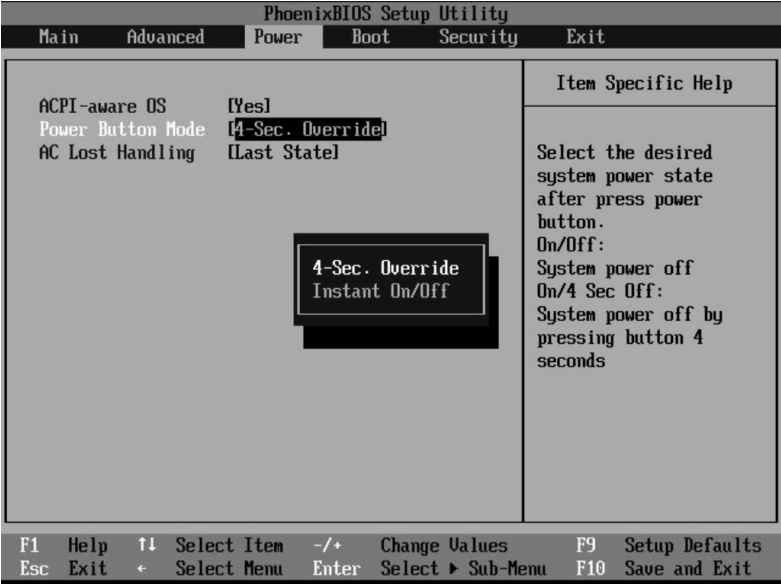 PhoenixBIOS Setup Utility
Main Advanced Power Boot Security Exit
ACPI-aware OS [Yes]
Power Button Mode [4-Sec. Override]
AC Lost Handling [Last State]
4-Sec. Override
Instant On/Off
Item Specific Help
Select the desired
system power state
after press power
button.
On/Off:
System power off
On/4 Sec Off:
System power off by
pressing button 4
seconds
F1 Help ↑↓ Select Item -/+ Change Values F9 Setup Defaults
Esc Exit ← Select Menu Enter Select ▶ Sub-Menu F10 Save and Exit